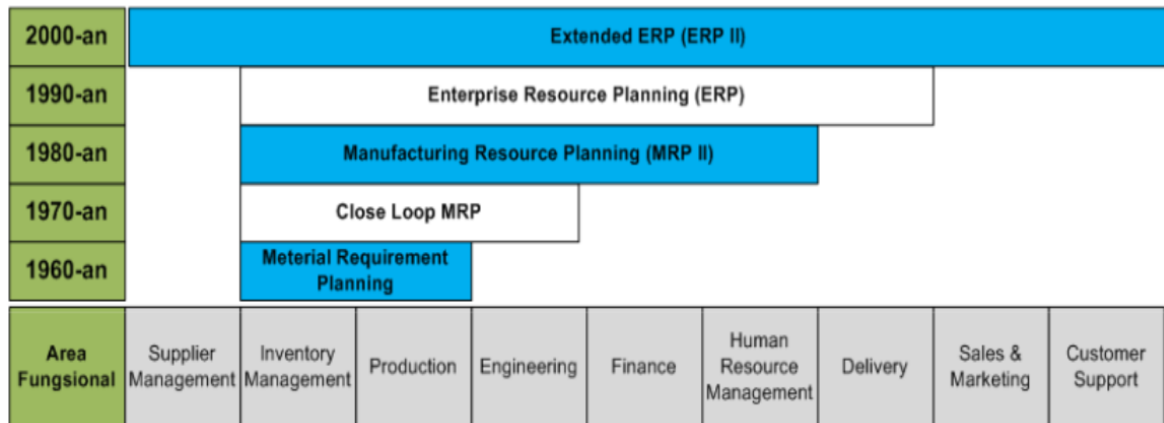 2000-an
Extended ERP (ERP II)
1990-an
Enterprise Resource Planning (ERP)
1980-an
Manufacturing Resource Planning (MRP II)
1970-an
Close Loop MRP
1960-an
Meterial Requirement
Planning
Area
Fungsional
Supplier
Management
Inventory
Management
Production
Engineering
Finance
Human
Resource
Management
Delivery
Sales &
Marketing
Customer
Support